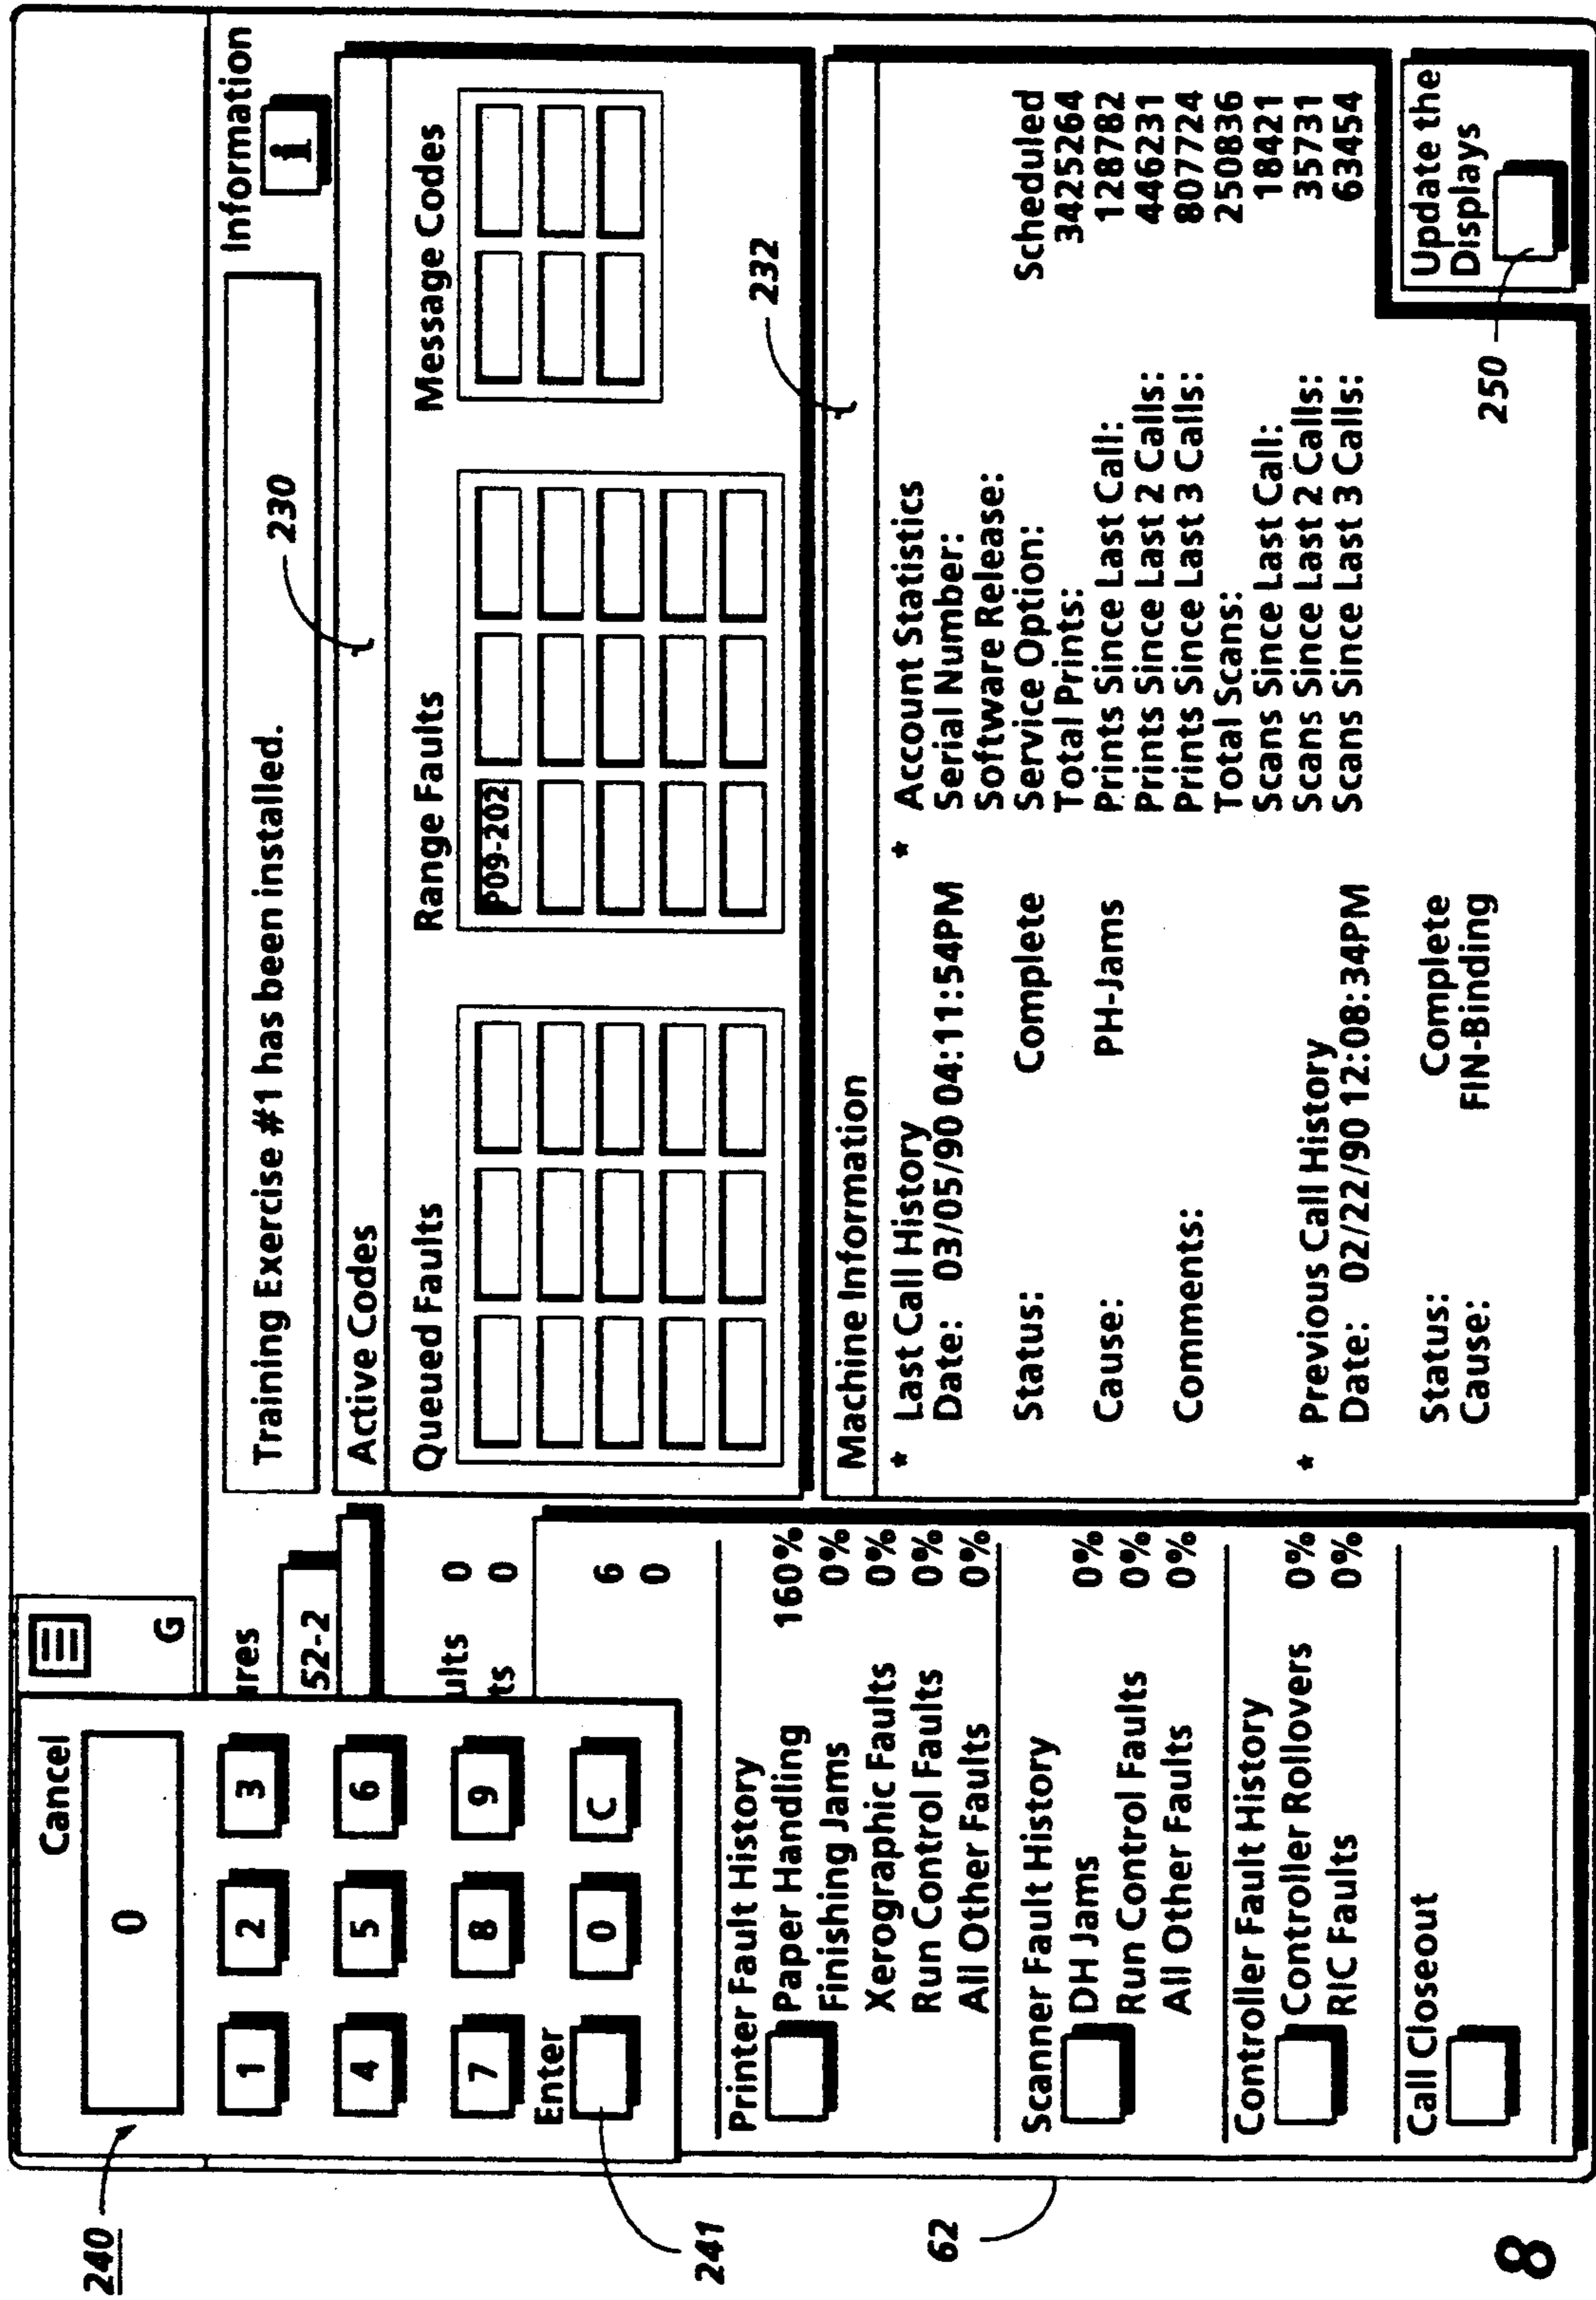 240
Cancel
0
1 2 3
4 5 6
7 8 9
Enter
0 C
241
G
ures
52-2
ults 0
ts 0
6
0
Printer Fault History
Paper Handling 160%
Finishing Jams 0%
Xerographic Faults 0%
Run Control Faults 0%
All Other Faults 0%
Scanner Fault History
DH Jams 0%
Run Control Faults 0%
All Other Faults 0%
Controller Fault History
Controller Rollovers 0%
RIC Faults 0%
Call Closeout
62
Training Exercise #1 has been installed.
Information
i
230
Active Codes
Queued Faults Range Faults Message Codes
P09-202
232
Machine Information
* Last Call History
Date: 03/05/90 04:11:54PM
Status: Complete
Cause: PH-Jams
Comments:
* Previous Call History
Date: 02/22/90 12:08:34PM
Status: Complete
Cause: FIN-Binding
* Account Statistics
Serial Number:
Software Release:
Service Option: Scheduled
Total Prints: 3425264
Prints Since Last Call: 128782
Prints Since Last 2 Calls: 446231
Prints Since Last 3 Calls: 807724
Total Scans: 250836
Scans Since Last Call: 18421
Scans Since Last 2 Calls: 35731
Scans Since Last 3 Calls: 63454
Update the
Displays
250
8